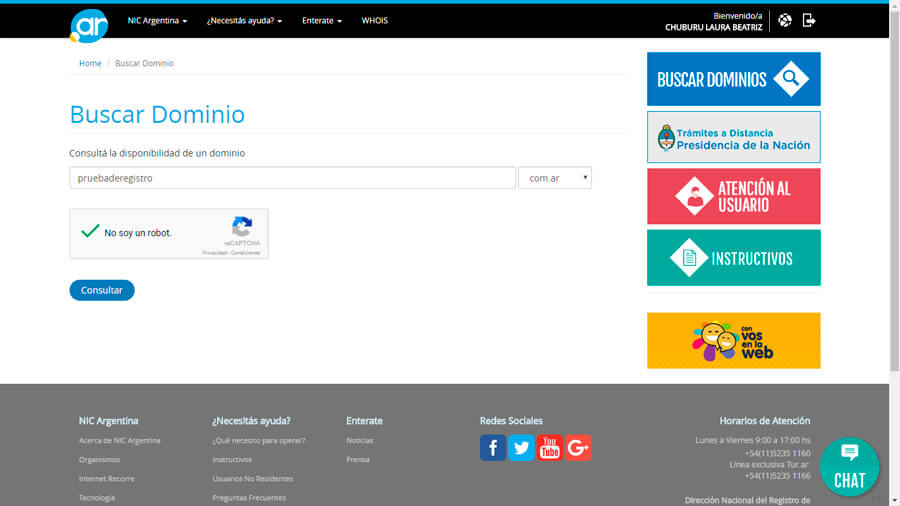 .ar
NIC Argentina
¿Necesitás ayuda?
Enterate
WHOIS
Bienvenido/a
CHUBURU LAURA BEATRIZ
Home / Buscar Dominio
Buscar Dominio
Consultá la disponibilidad de un dominio
pruebaderegistro
com.ar
No soy un robot.
reCAPTCHA
Privacidad - Condiciones
Consultar
BUSCAR DOMINIOS
Trámites a Distancia
Presidencia de la Nación
ATENCIÓN AL
USUARIO
INSTRUCTIVOS
con
vos
en la
web
NIC Argentina
Acerca de NIC Argentina
Organismos
Internet Recorre
Tecnología
¿Necesitás ayuda?
¿Qué necesito para operar?
Instructivos
Usuarios No Residentes
Preguntas Frecuentes
Enterate
Noticias
Prensa
Redes Sociales
You
Tube
Horarios de Atención
Lunes a Viernes 9:00 a 17:00 hs
+54(11)5235 1160
Línea exclusiva Tur.ar:
+54(11)5235 1166
Dirección Nacional del Registro de
CHAT